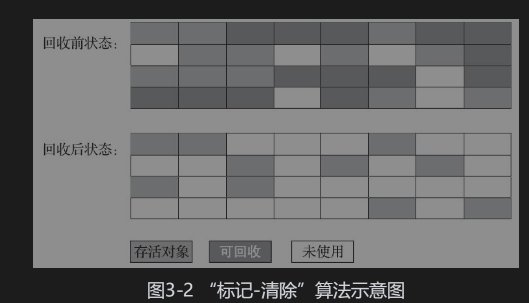 回收前状态：
回收后状态：
存活对象
可回收
未使用
图3-2 “标记-清除”算法示意图